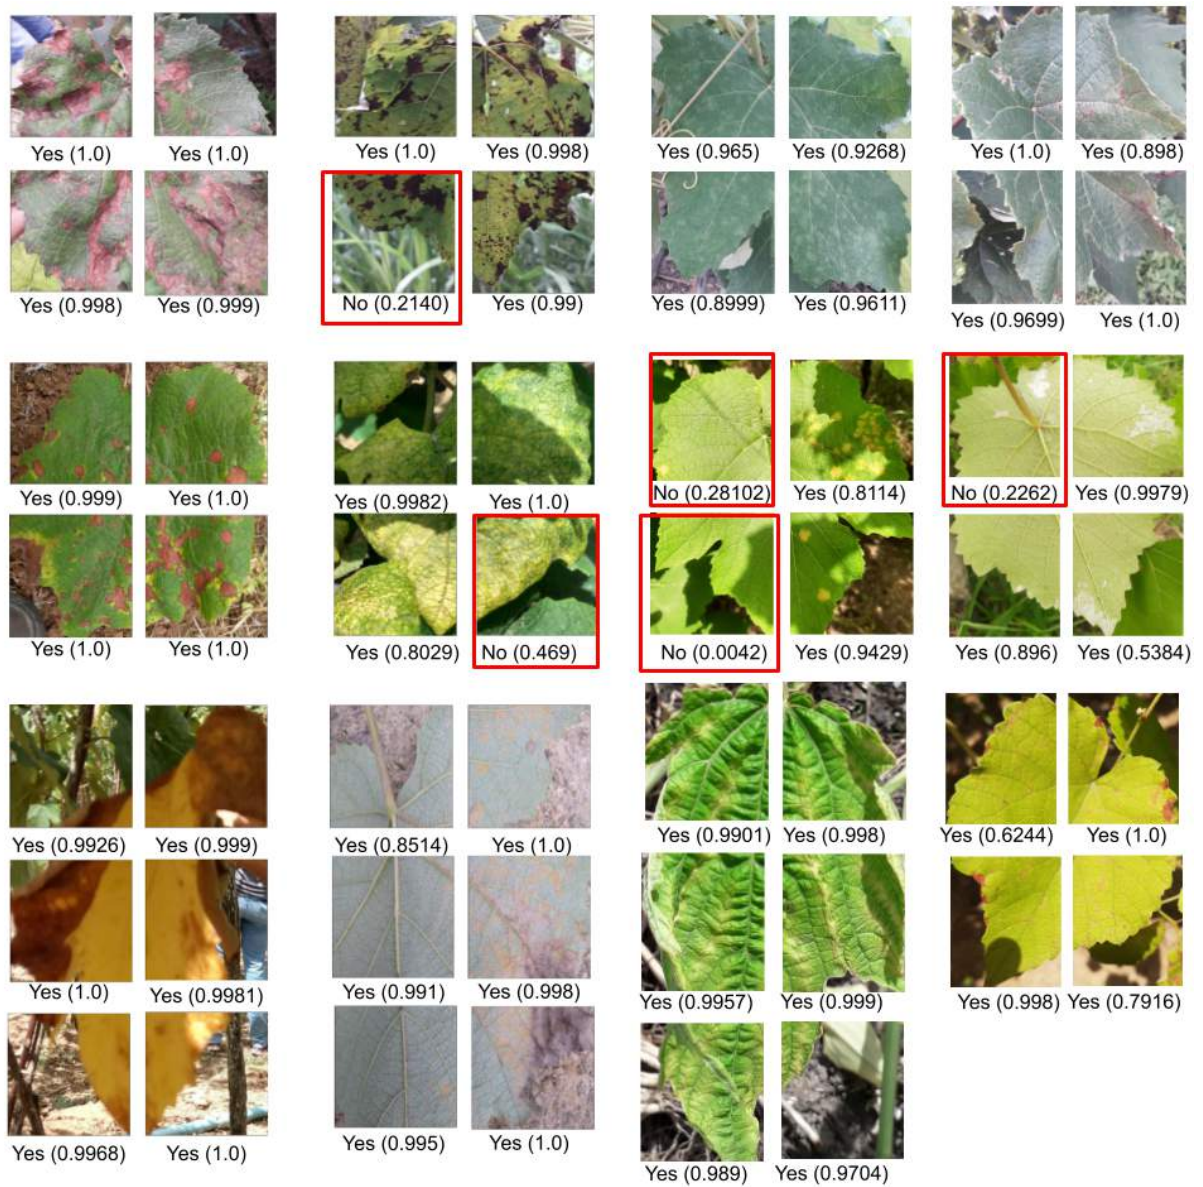 Yes (1.0) Yes (1.0) Yes (1.0) Yes (0.998) Yes (0.965) Yes (0.9268) Yes (1.0) Yes (0.898)
Yes (0.998) Yes (0.999) No (0.2140) Yes (0.99) Yes (0.8999) Yes (0.9611) Yes (0.9699) Yes (1.0)
Yes (0.999) Yes (1.0) Yes (0.9982) Yes (1.0) No (0.28102) Yes (0.8114) No (0.2262) Yes (0.9979)
Yes (1.0) Yes (1.0) Yes (0.8029) No (0.469) No (0.0042) Yes (0.9429) Yes (0.896) Yes (0.5384)
Yes (0.9926) Yes (0.999) Yes (0.8514) Yes (1.0) Yes (0.9901) Yes (0.998) Yes (0.6244) Yes (1.0)
Yes (1.0) Yes (0.9981) Yes (0.991) Yes (0.998) Yes (0.9957) Yes (0.999) Yes (0.998) Yes (0.7916)
Yes (0.9968) Yes (1.0) Yes (0.995) Yes (1.0) Yes (0.989) Yes (0.9704)